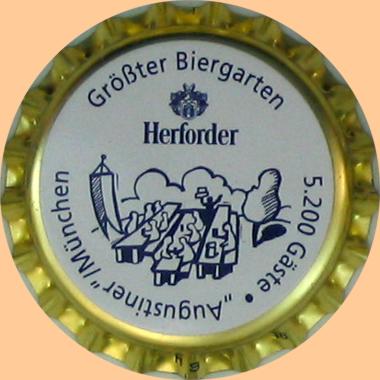 Größter Biergarten
Herforder
5.200 Gäste • „Augustiner“/München